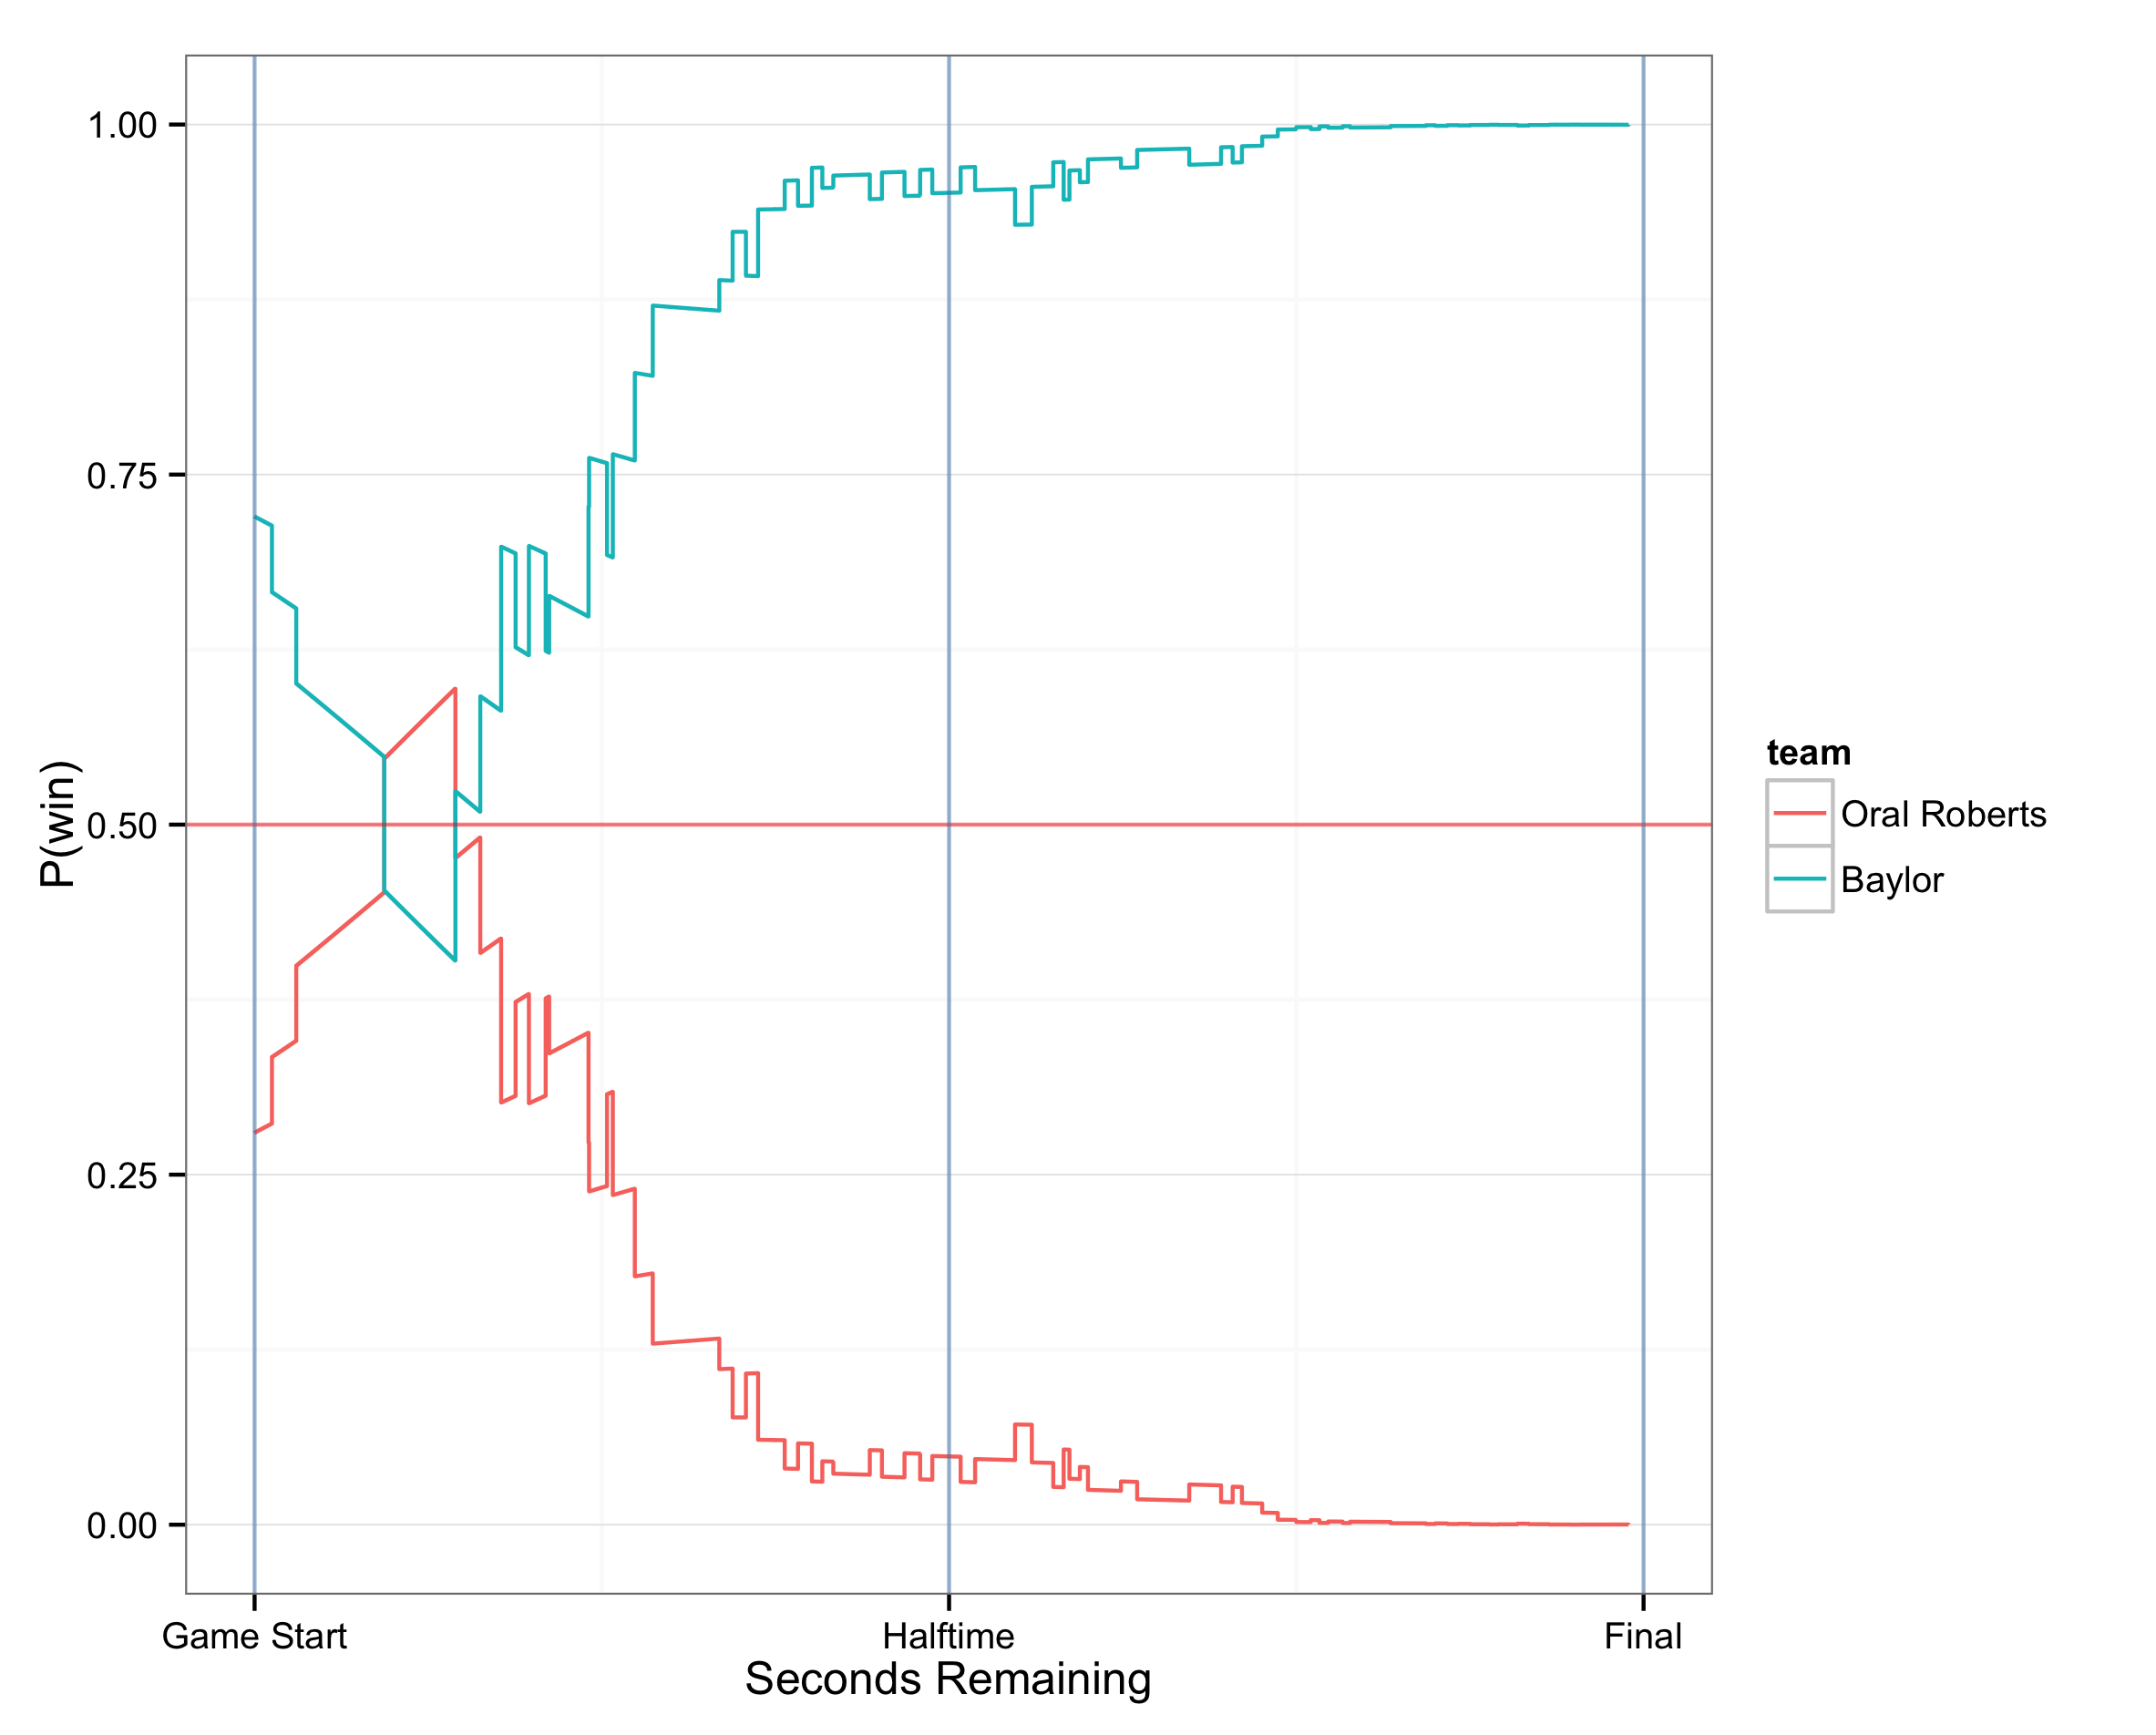 1.00
0.75
0.50
0.25
0.00
P(win)
Game Start
Halftime
Final
Seconds Remaining
team
Oral Roberts
Baylor